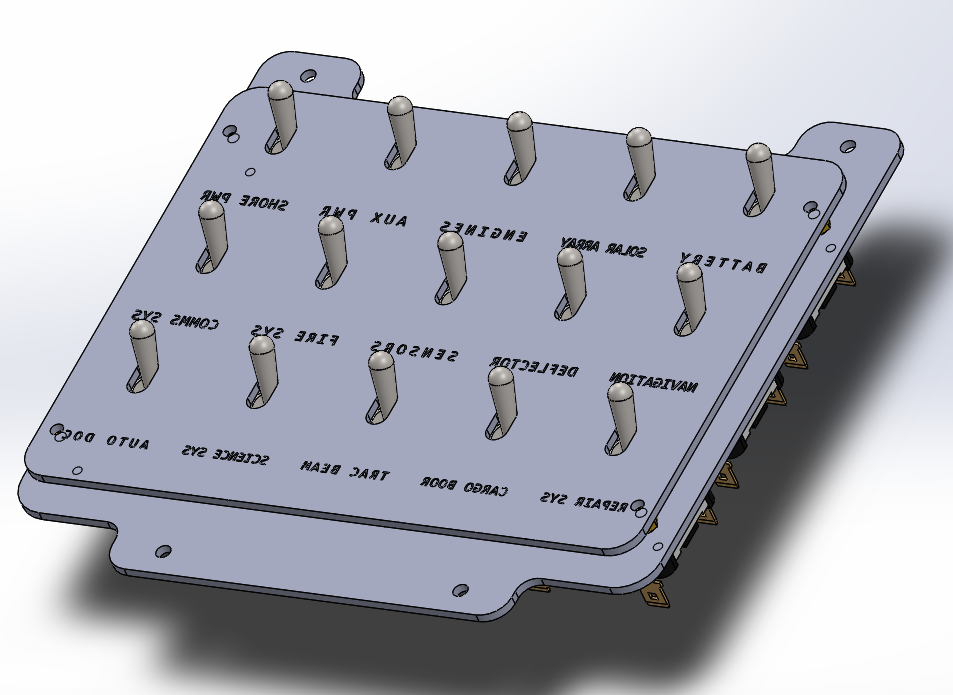 SHORE PWR
AUX PWR
ENGINES
SOLAR ARRAY
BATTERY
COMMS SYS
FIRE SYS
SENSORS
DEFLECTOR
NAVIGATION
AUTO DOC
SCIENCE SYS
TRAC BEAM
CARGO DOOR
REPAIR SYS